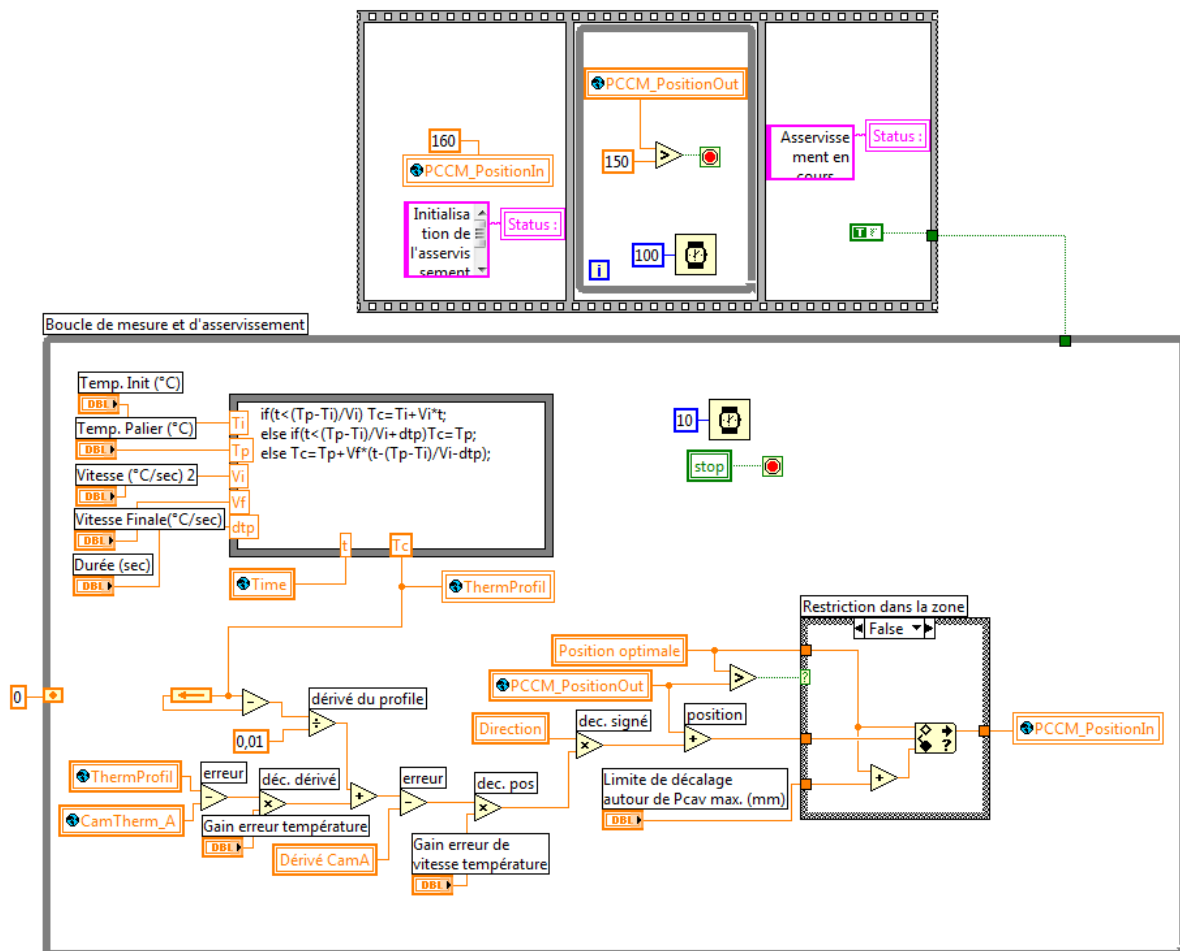 160
PCCM_PositionIn
Initialisa
tion de
l'asservis
sement
Status :
PCCM_PositionOut
150
>
i
100
Asservisse
ment en
cours
Status :
T F
Boucle de mesure et d'asservissement
Temp. Init (°C)
DBL
Temp. Palier (°C)
DBL
Vitesse (°C/sec) 2
DBL
Vitesse Finale(°C/sec)
DBL
Durée (sec)
DBL
Ti
Tp
Vi
Vf
dtp
if(t<(Tp-Ti)/Vi) Tc=Ti+Vi*t;
else if(t<(Tp-Ti)/Vi+dtp)Tc=Tp;
else Tc=Tp+Vf*(t-(Tp-Ti)/Vi-dtp);
t
Tc
Time
ThermProfil
10
stop
0
-
dérivé du profile
÷
0,01
ThermProfil
CamTherm_A
erreur
-
déc. dérivé
x
Gain erreur température
DBL
+
Dérivé CamA
erreur
-
dec. pos
x
Gain erreur de
vitesse température
DBL
Position optimale
PCCM_PositionOut
>
Direction
dec. signé
x
position
+
Limite de décalage
autour de Pcav max. (mm)
DBL
Restriction dans la zone
False
?
+
?
PCCM_PositionIn